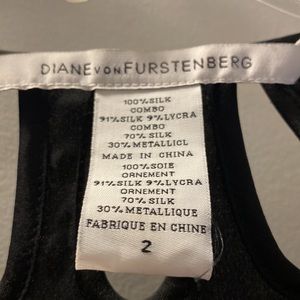 DIANE VON FURSTENBERG
100% SILK
COMBO
91% SILK 9% LYCRA
COMBO
70% SILK
30% METALLICL
MADE IN CHINA
100% SOIE
ORNEMENT
91% SILK 9% LYCRA
ORNEMENT
70% SILK
30% METALLIQUE
FABRIQUE EN CHINE
2